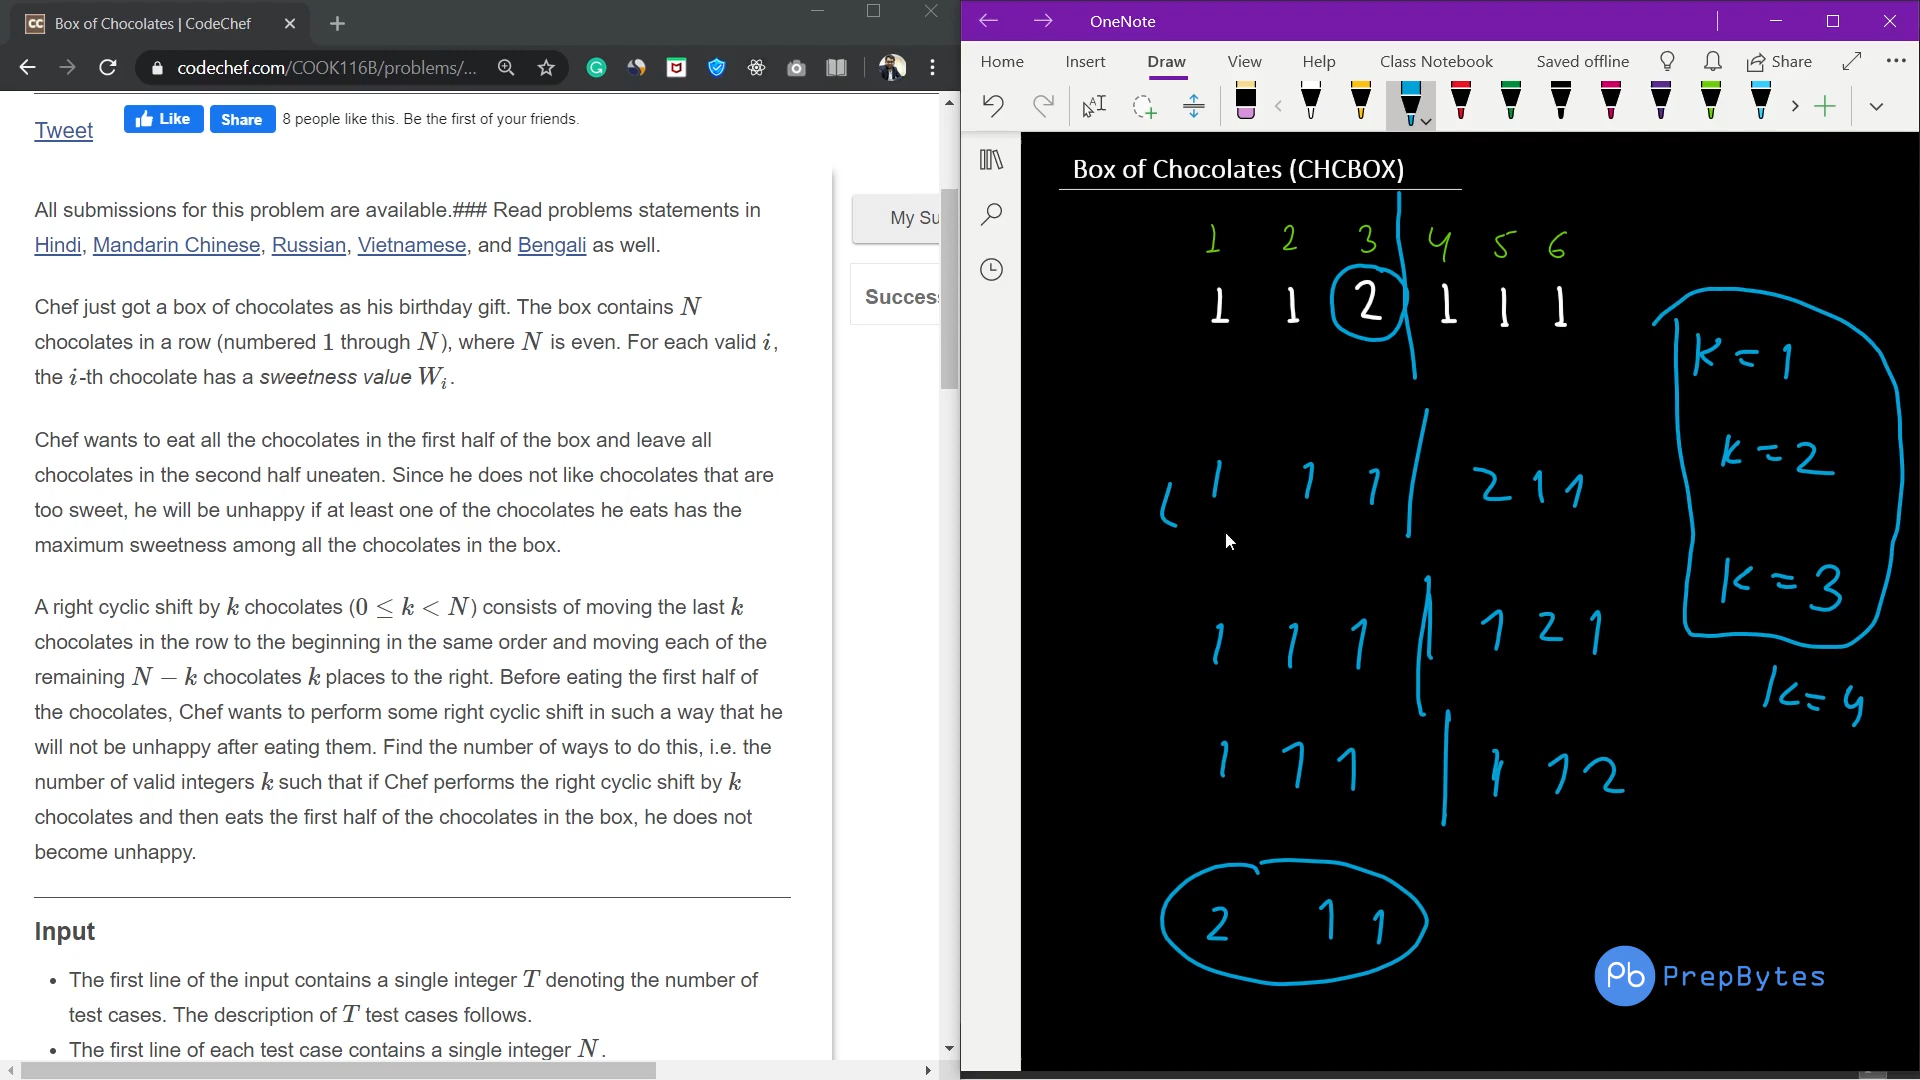 Box of Chocolates | CodeChef
codechef.com/COOK116B/problems/...
Tweet
Like
Share
8 people like this. Be the first of your friends.
All submissions for this problem are available.### Read problems statements in
Hindi, Mandarin Chinese, Russian, Vietnamese, and Bengali as well.
My Su
Succes
Chef just got a box of chocolates as his birthday gift. The box contains N
chocolates in a row (numbered 1 through N), where N is even. For each valid i,
the i-th chocolate has a sweetness value W_i.
Chef wants to eat all the chocolates in the first half of the box and leave all
chocolates in the second half uneaten. Since he does not like chocolates that are
too sweet, he will be unhappy if at least one of the chocolates he eats has the
maximum sweetness among all the chocolates in the box.
A right cyclic shift by k chocolates (0 ≤ k < N) consists of moving the last k
chocolates in the row to the beginning in the same order and moving each of the
remaining N − k chocolates k places to the right. Before eating the first half of
the chocolates, Chef wants to perform some right cyclic shift in such a way that he
will not be unhappy after eating them. Find the number of ways to do this, i.e. the
number of valid integers k such that if Chef performs the right cyclic shift by k
chocolates and then eats the first half of the chocolates in the box, he does not
become unhappy.
Input
• The first line of the input contains a single integer T denoting the number of
test cases. The description of T test cases follows.
• The first line of each test case contains a single integer N.
OneNote
Home Insert Draw View Help Class Notebook Saved offline Share
Box of Chocolates (CHCBOX)
1 2 3 4 5 6
1 1 2 1 1 1
1 1 1 2 1 1
1 1 1 1 2 1
1 1 1 1 1 2
2 1 1
K = 1
K = 2
K = 3
K = 4
Pb PrepBytes